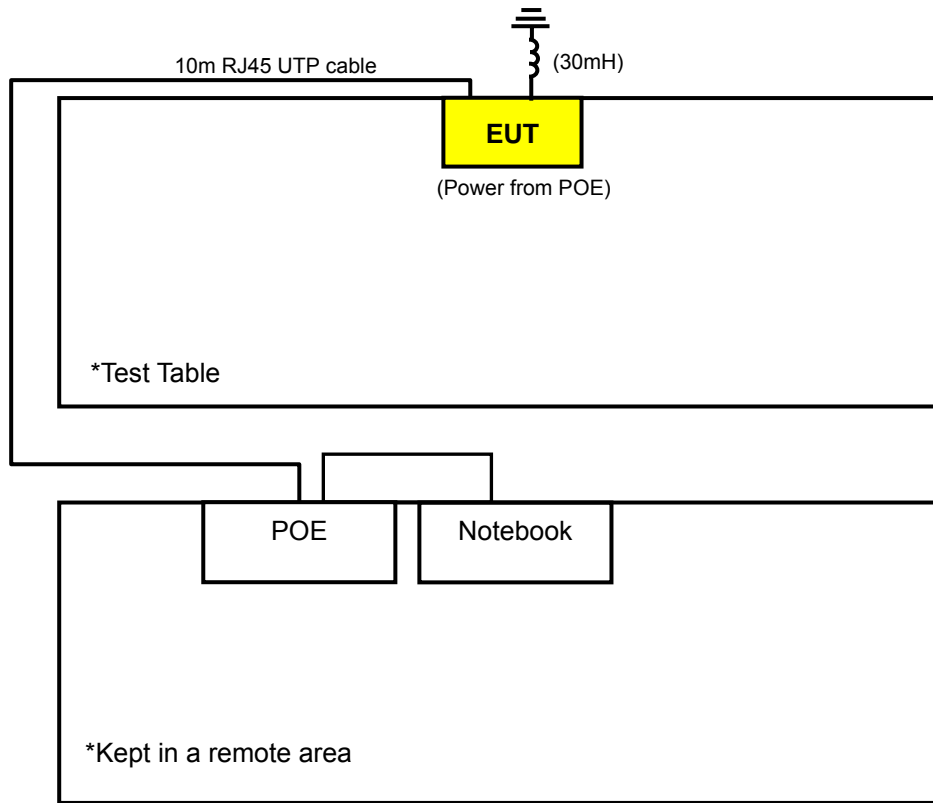 10m RJ45 UTP cable
(30mH)
EUT
(Power from POE)
*Test Table
POE
Notebook
*Kept in a remote area